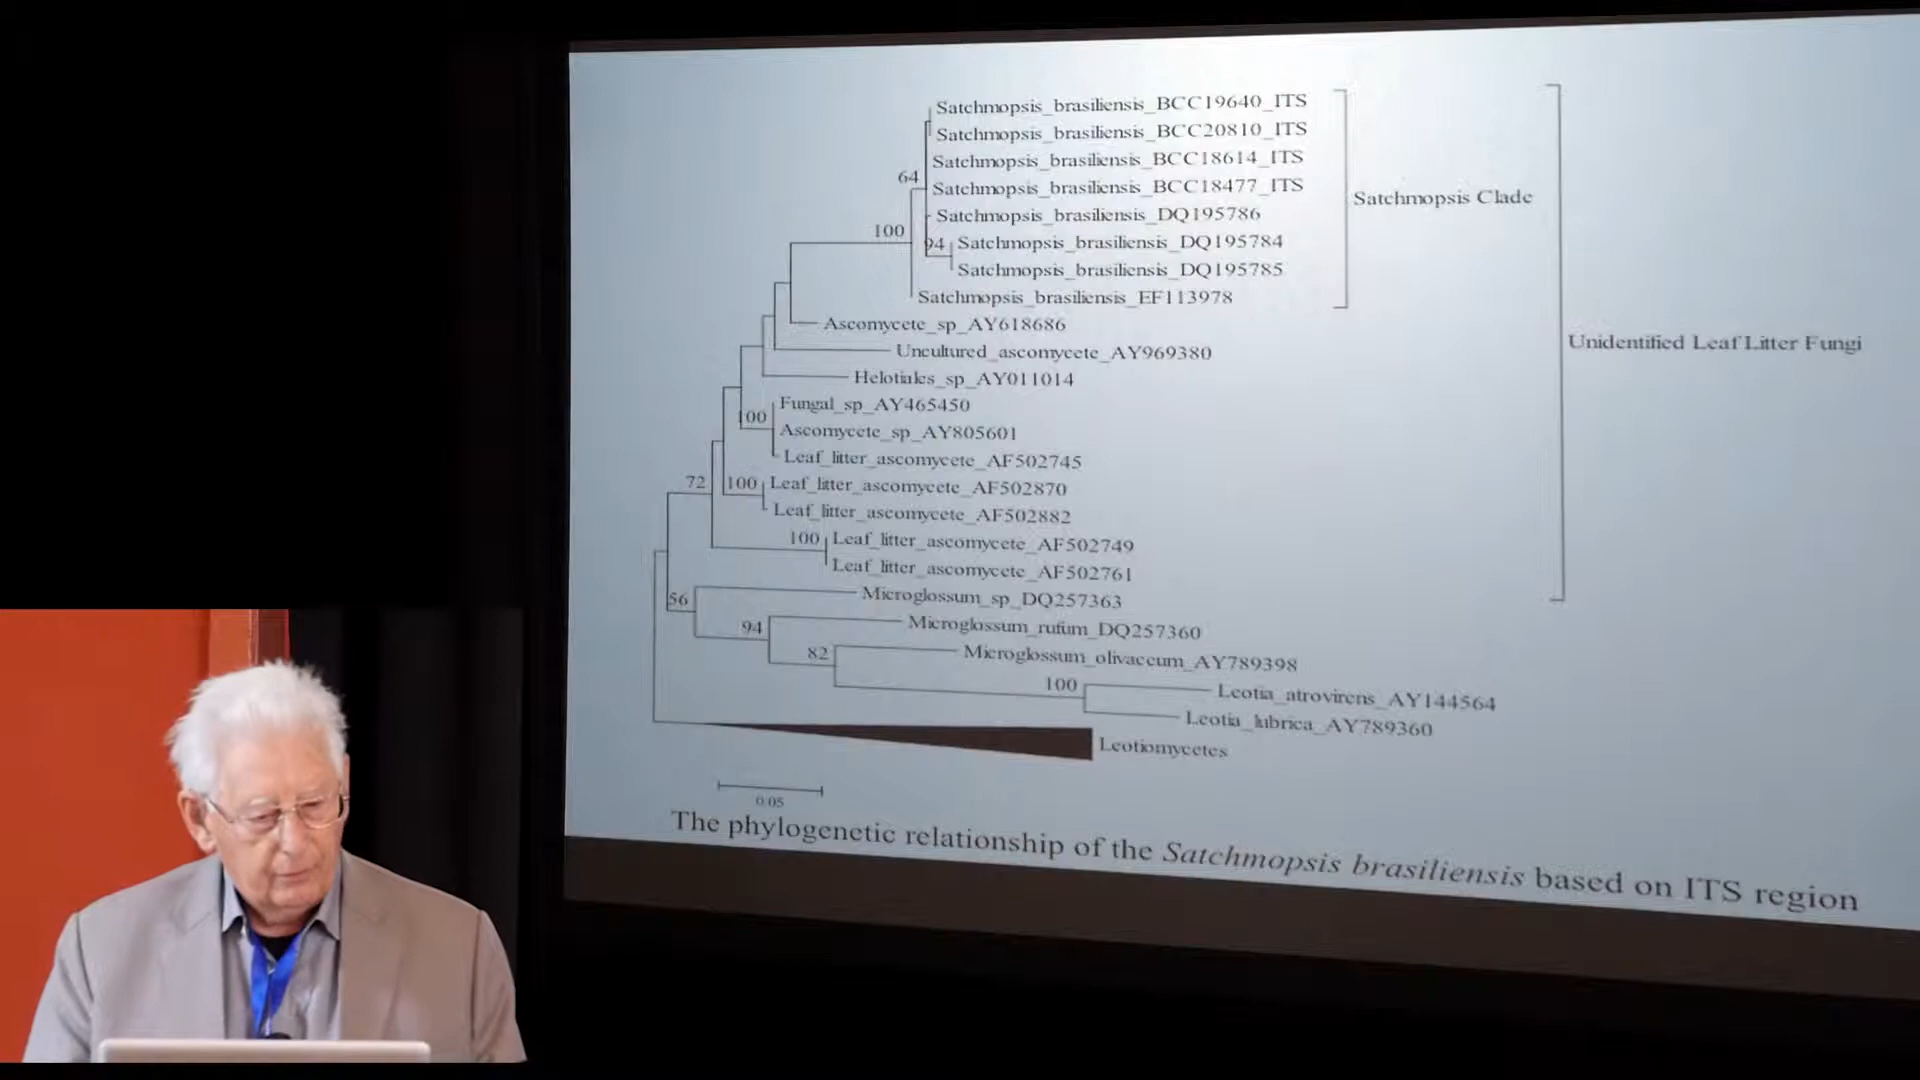 Satchmopsis_brasiliensis_BCC19640_ITS
Satchmopsis_brasiliensis_BCC20810_ITS
Satchmopsis_brasiliensis_BCC18614_ITS
64
Satchmopsis_brasiliensis_BCC18477_ITS
Satchmopsis Clade
Satchmopsis_brasiliensis_DQ195786
100
94
Satchmopsis_brasiliensis_DQ195784
Satchmopsis_brasiliensis_DQ195785
Satchmopsis_brasiliensis_EF113978
Ascomycete_sp_AY618686
Unidentified Leaf Litter Fungi
Uncultured_ascomycete_AY969380
Helotiales_sp_AY011014
Fungal_sp_AY465450
100
Ascomycete_sp_AY805601
Leaf_litter_ascomycete_AF502745
72
100
Leaf_litter_ascomycete_AF502870
Leaf_litter_ascomycete_AF502882
100
Leaf_litter_ascomycete_AF502749
Leaf_litter_ascomycete_AF502761
56
Microglossum_sp_DQ257363
94
Microglossum_rufum_DQ257360
82
Microglossum_olivaceum_AY789398
100
Leotia_atrovirens_AY144564
Leotia_lubrica_AY789360
Leotiomycetes
0.05
The phylogenetic relationship of the Satchmopsis brasiliensis based on ITS region